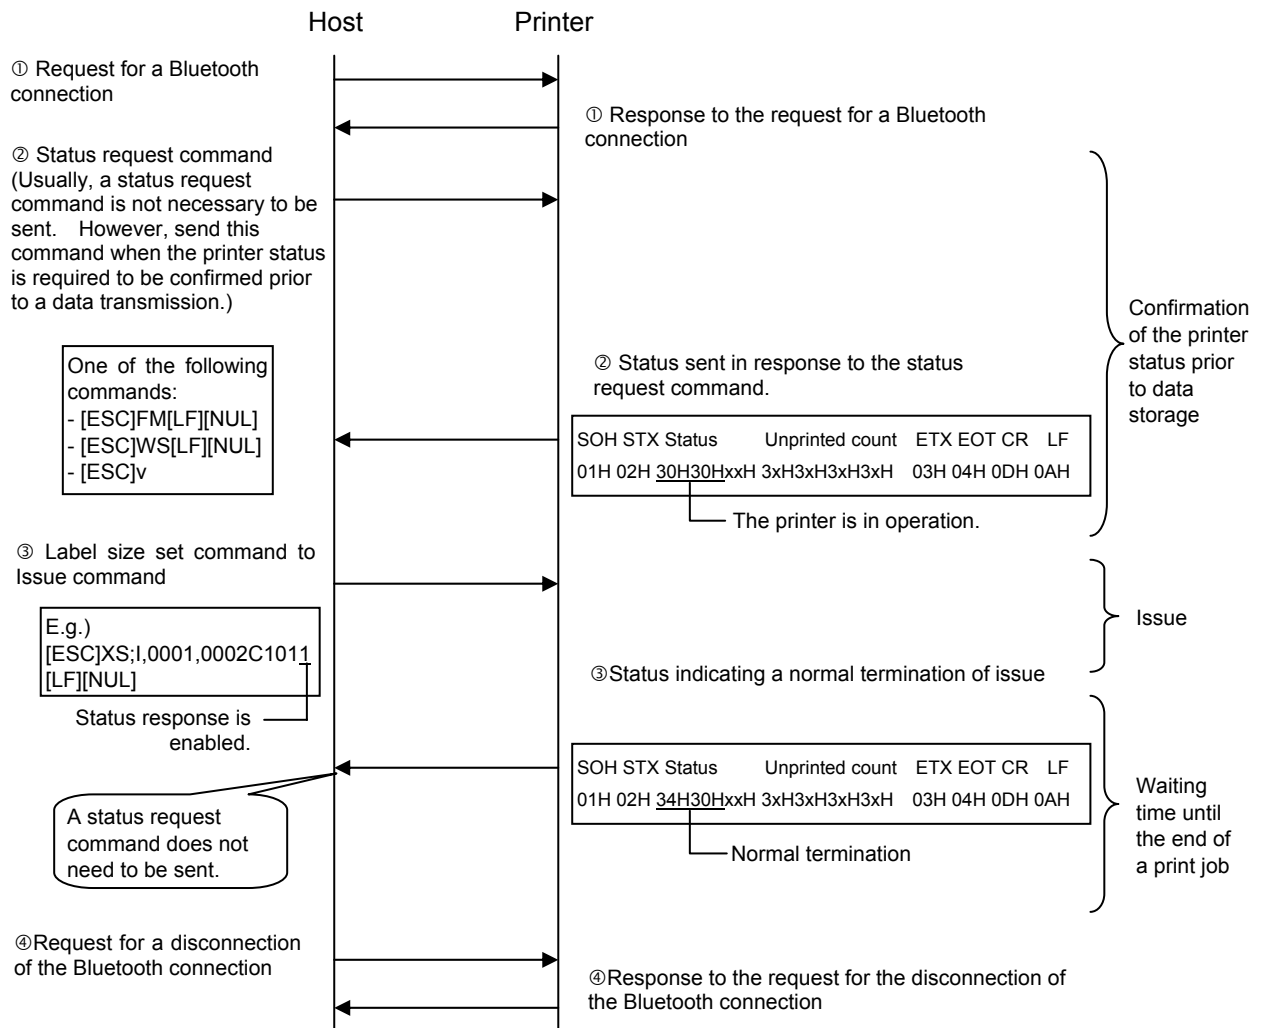 Host
Printer
① Request for a Bluetooth
connection
① Response to the request for a Bluetooth
connection
② Status request command
(Usually, a status request
command is not necessary to be
sent.    However, send this
command when the printer status
is required to be confirmed prior
to a data transmission.)
One of the following
commands:
- [ESC]FM[LF][NUL]
- [ESC]WS[LF][NUL]
- [ESC]v
② Status sent in response to the status
request command.
SOH STX Status Unprinted count ETX EOT CR LF
01H 02H 30H30HxxH 3xH3xH3xH3xH 03H 04H 0DH 0AH
The printer is in operation.
Confirmation
of the printer
status prior
to data
storage
③ Label size set command to
Issue command
E.g.)
[ESC]XS;I,0001,0002C1011
[LF][NUL]
Status response is
enabled.
Issue
③Status indicating a normal termination of issue
SOH STX Status Unprinted count ETX EOT CR LF
01H 02H 34H30HxxH 3xH3xH3xH3xH 03H 04H 0DH 0AH
Normal termination
A status request
command does not
need to be sent.
Waiting
time until
the end of
a print job
④Request for a disconnection
of the Bluetooth connection
④Response to the request for the disconnection of
the Bluetooth connection